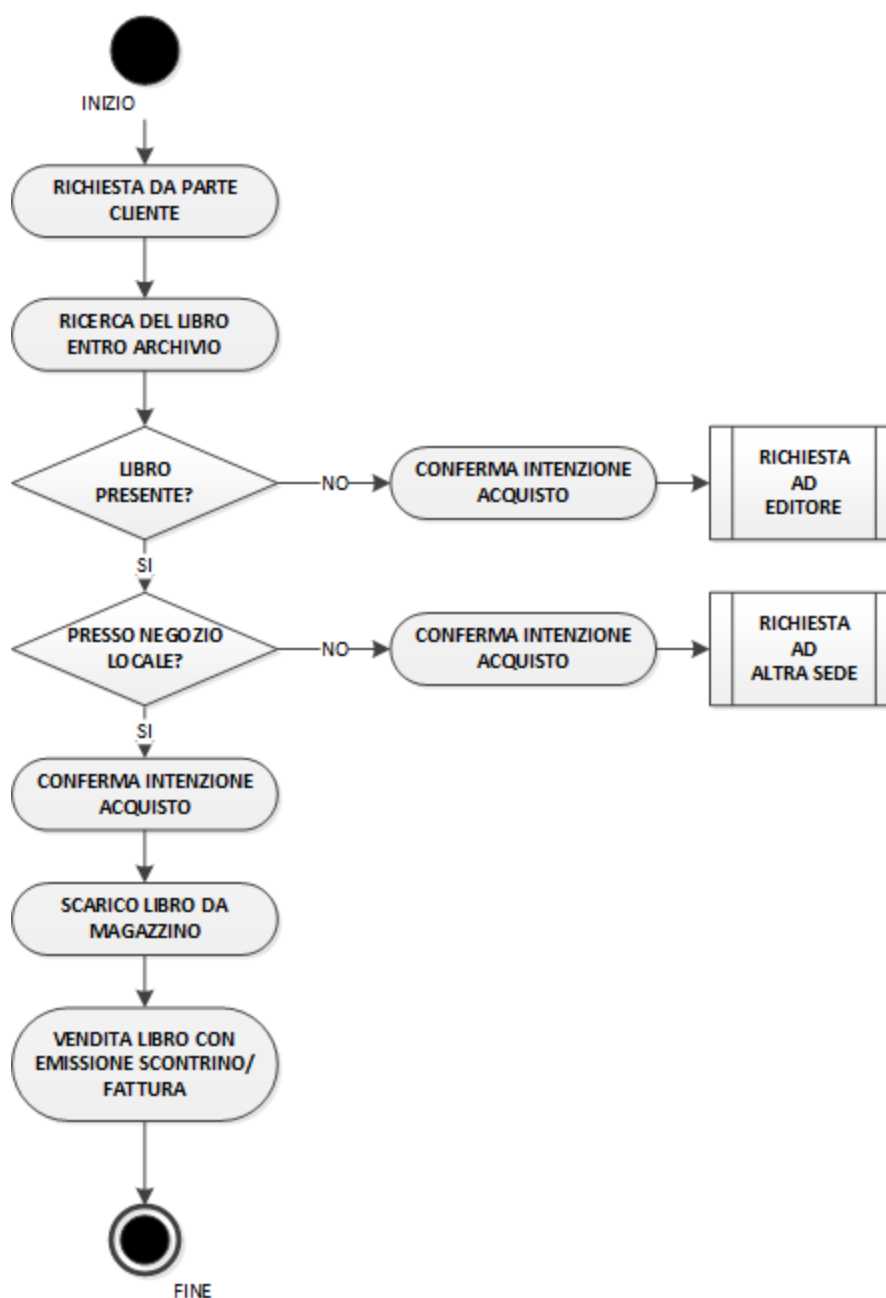 INIZIO
RICHIESTA DA PARTE
CLIENTE
RICERCA DEL LIBRO
ENTRO ARCHIVIO
LIBRO
PRESENTE?
NO
CONFERMA INTENZIONE
ACQUISTO
RICHIESTA
AD
EDITORE
SI
PRESSO NEGOZIO
LOCALE?
NO
CONFERMA INTENZIONE
ACQUISTO
RICHIESTA
AD
ALTRA SEDE
SI
CONFERMA INTENZIONE
ACQUISTO
SCARICO LIBRO DA
MAGAZZINO
VENDITA LIBRO CON
EMISSIONE SCONTRINO/
FATTURA
FINE